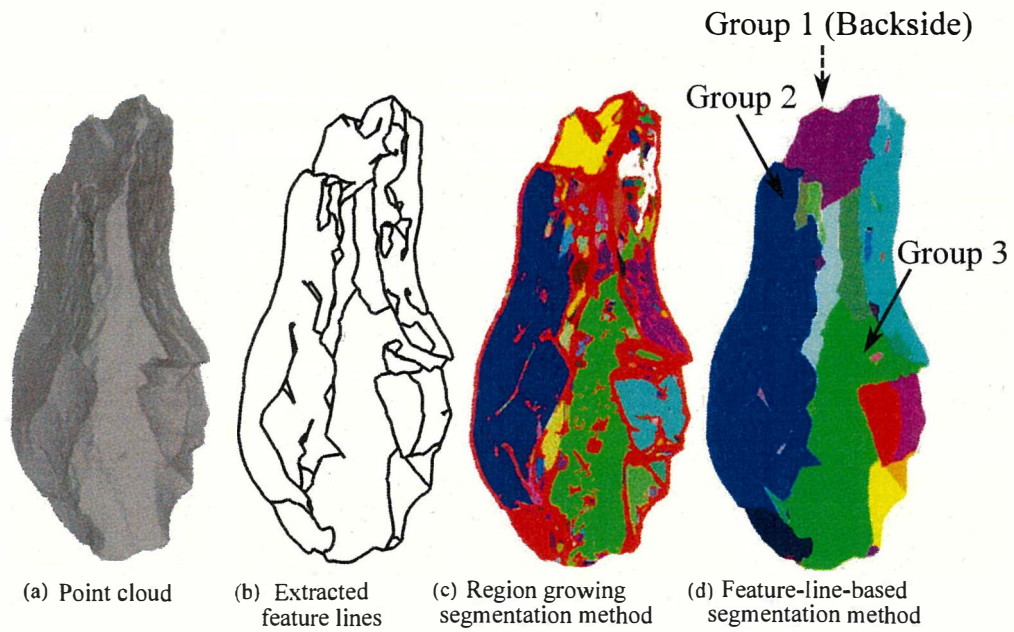 Group 1 (Backside)
Group 2
Group 3
(a) Point cloud
(b) Extracted
feature lines
(c) Region growing
segmentation method
(d) Feature-line-based
segmentation method